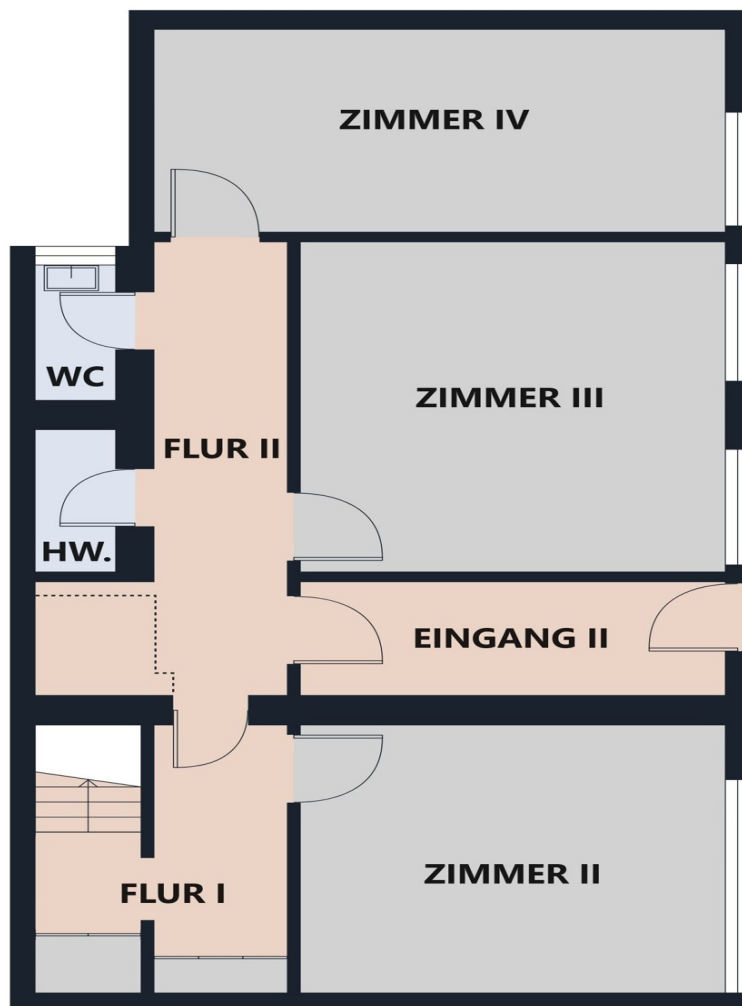 ZIMMER IV
WC
ZIMMER III
FLUR II
HW.
EINGANG II
ZIMMER II
FLUR I